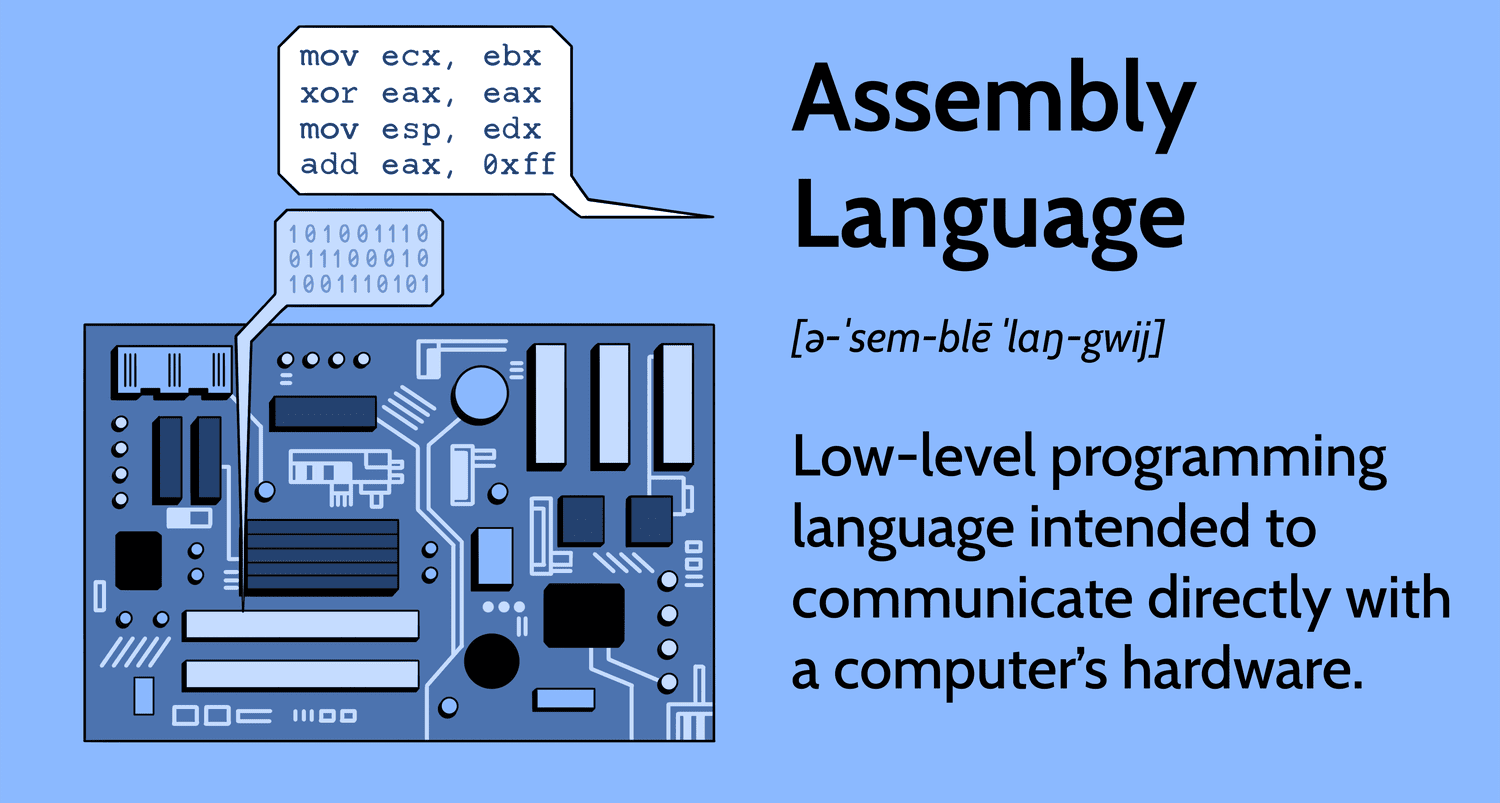 mov ecx, ebx
xor eax, eax
mov esp, edx
add eax, 0xff
101001110
011100010
1001110101
Assembly
Language
[ə-ˈsem-blē ˈlaŋ-gwij]
Low-level programming
language intended to
communicate directly with
a computer’s hardware.